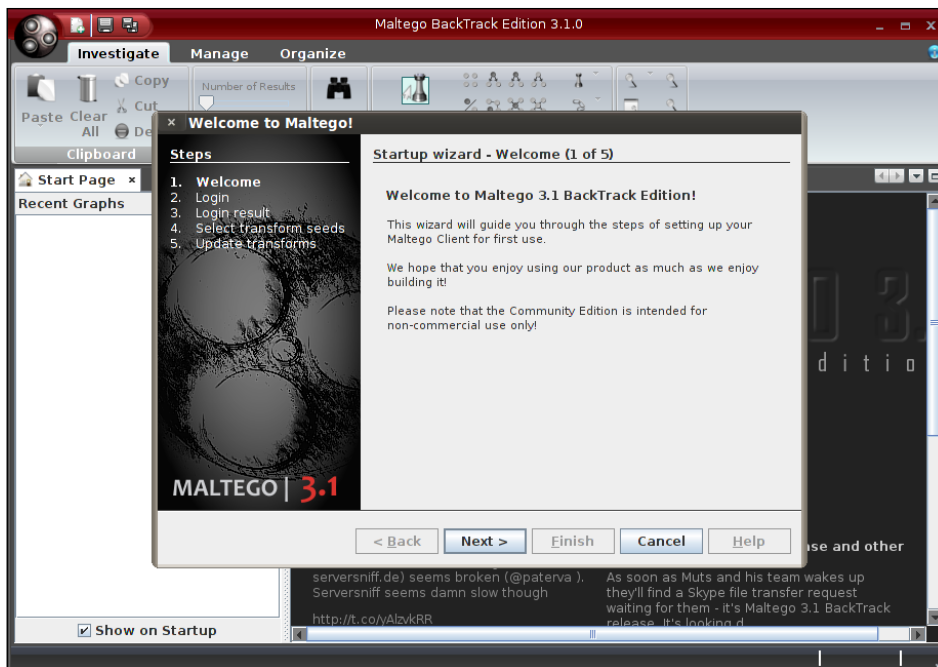 Maltego BackTrack Edition 3.1.0
Investigate Manage Organize
Paste
Clear All
Copy
Cut
De
Clipboard
Number of Results
Start Page
Recent Graphs
Show on Startup
Welcome to Maltego!
Steps
1. Welcome
2. Login
3. Login result
4. Select transform seeds
5. Update transforms
MALTEGO | 3.1
Startup wizard - Welcome (1 of 5)
Welcome to Maltego 3.1 BackTrack Edition!
This wizard will guide you through the steps of setting up your
Maltego Client for first use.
We hope that you enjoy using our product as much as we enjoy
building it!
Please note that the Community Edition is intended for
non-commercial use only!
< Back Next > Finish Cancel Help
O 3.
d i t i o
ase and other
serversniff.de) seems broken (@paterva ).
Serversniff seems damn slow though
http://t.co/yAlzvkRR
As soon as Muts and his team wakes up
they'll find a Skype file transfer request
waiting for them - it's Maltego 3.1 BackTrack
release. It's looking d